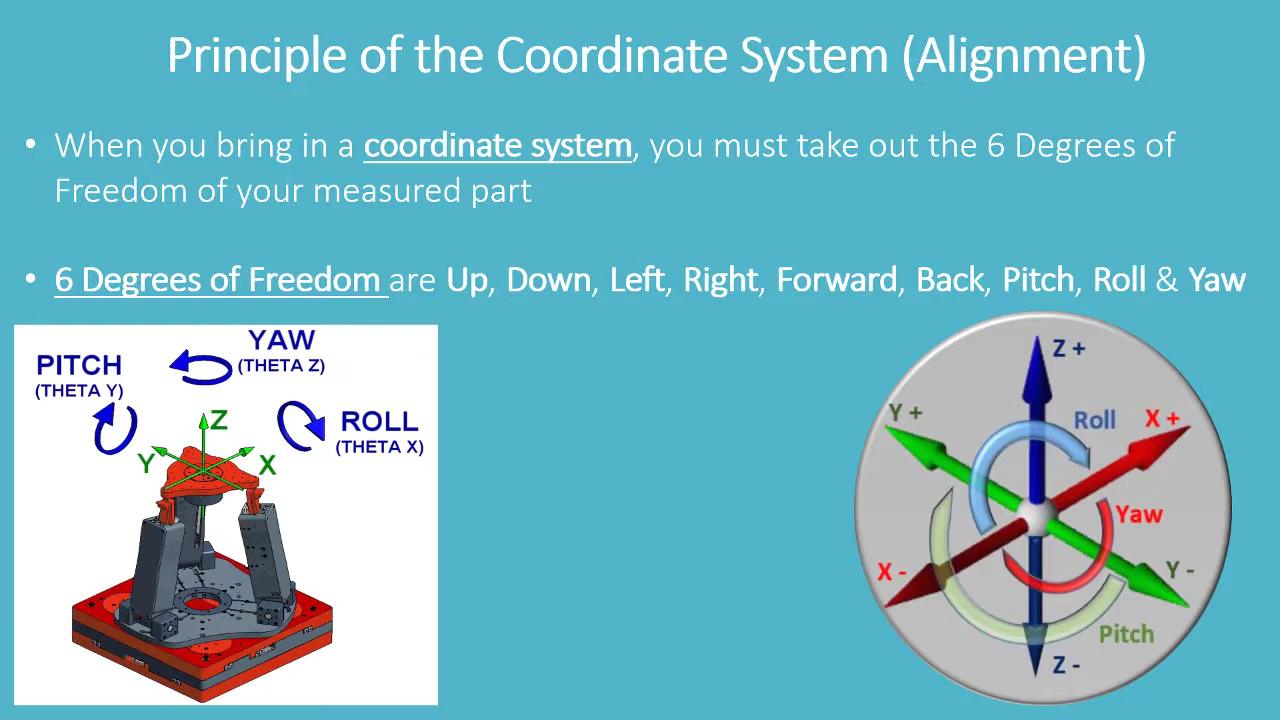 Principle of the Coordinate System (Alignment)
• When you bring in a coordinate system, you must take out the 6 Degrees of
Freedom of your measured part
• 6 Degrees of Freedom are Up, Down, Left, Right, Forward, Back, Pitch, Roll & Yaw
YAW
(THETA Z)
PITCH
(THETA Y)
ROLL
(THETA X)
Z
Y
X
Z +
Y +
Roll
X +
Yaw
X -
Y -
Pitch
Z -